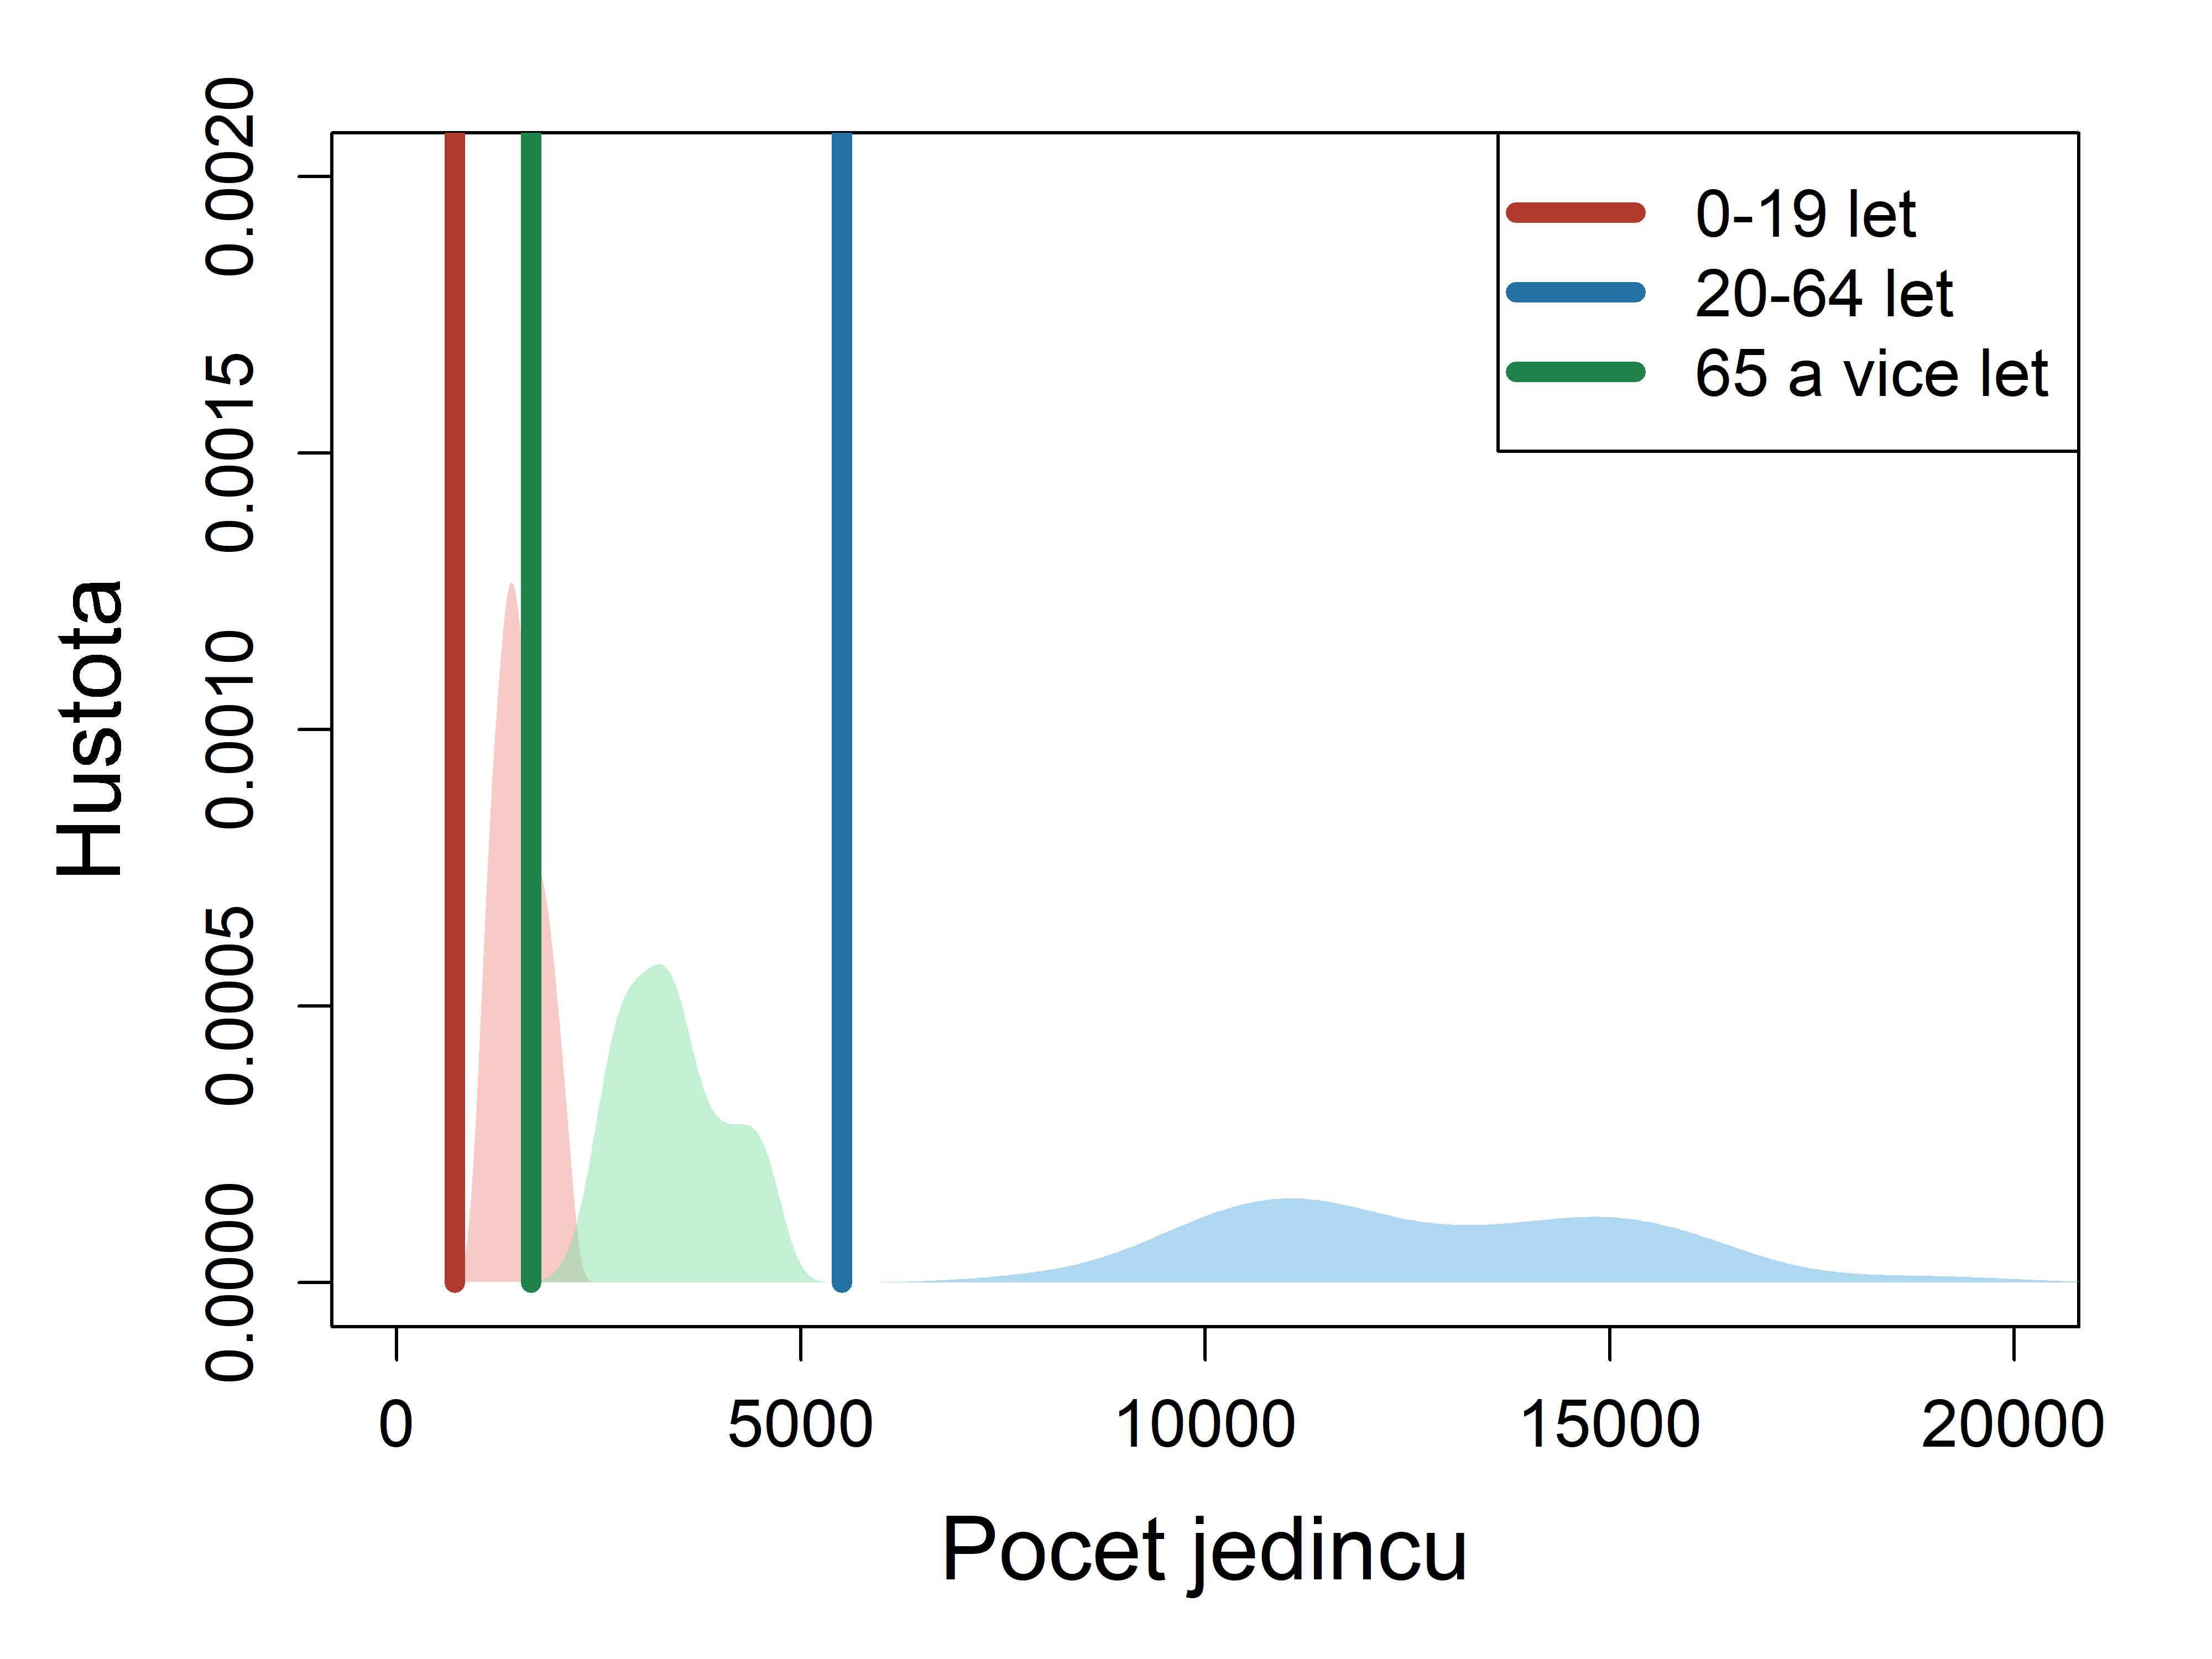 0-19 let
20-64 let
65 a vice let
Hustota
0.0020
0.0015
0.0010
0.0005
0.0000
0 5000 10000 15000 20000
Pocet jedincu